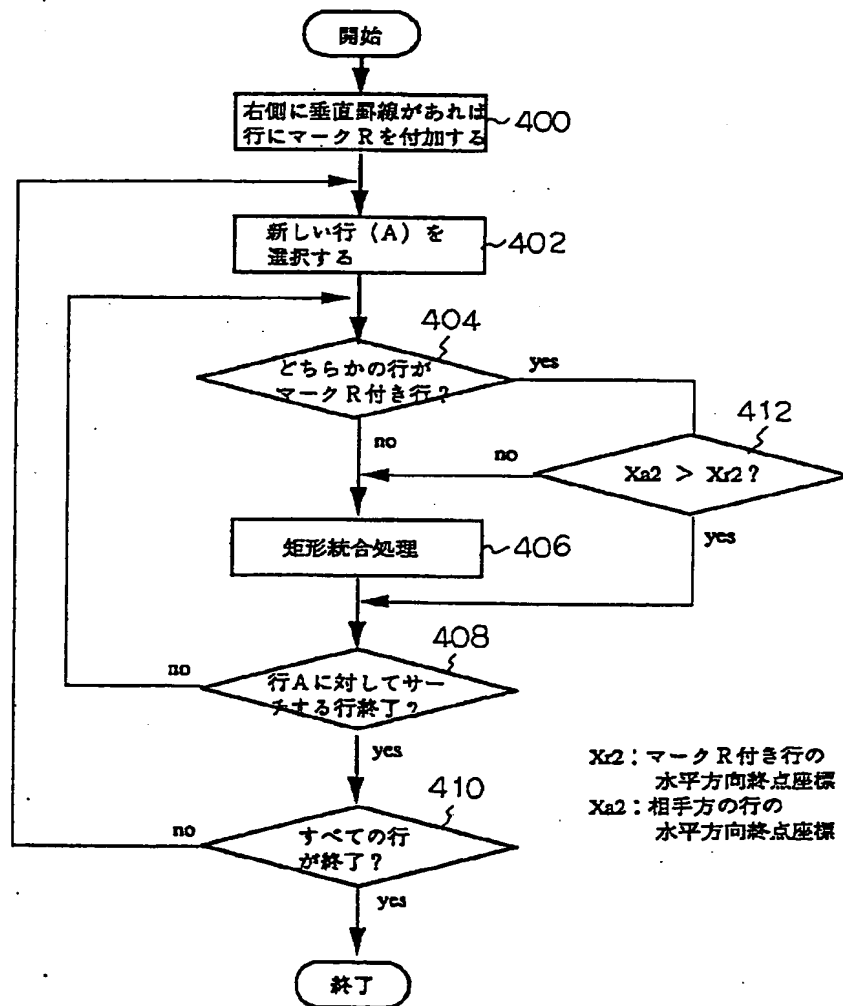 開始
右側に垂直罫線があれば
行にマークRを付加する
400
新しい行(A)を
選択する
402
404
どちらかの行が
マークR付き行?
yes
no
412
no
Xa2 > Xr2?
yes
矩形統合処理
406
408
no
行Aに対してサー
チする行終了?
yes
Xr2:マークR付き行の
水平方向終点座標
Xa2:相手方の行の
水平方向終点座標
410
no
すべての行
が終了?
yes
終了